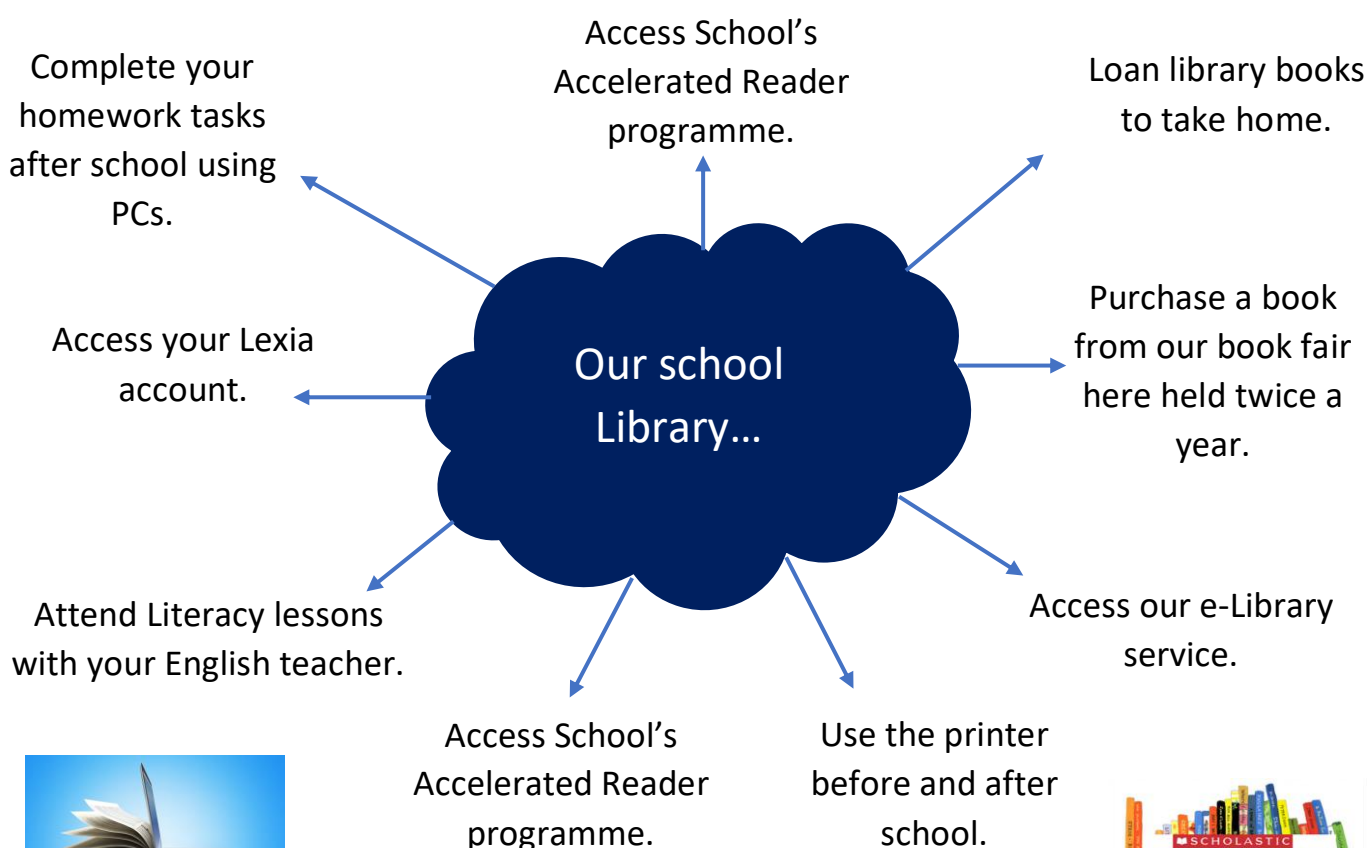 Our school
Library…
Access School’s
Accelerated Reader
programme.
Loan library books
to take home.
Purchase a book
from our book fair
here held twice a
year.
Access our e-Library
service.
Use the printer
before and after
school.
Access School’s
Accelerated Reader
programme.
Attend Literacy lessons
with your English teacher.
Access your Lexia
account.
Complete your
homework tasks
after school using
PCs.
SCHOLASTIC